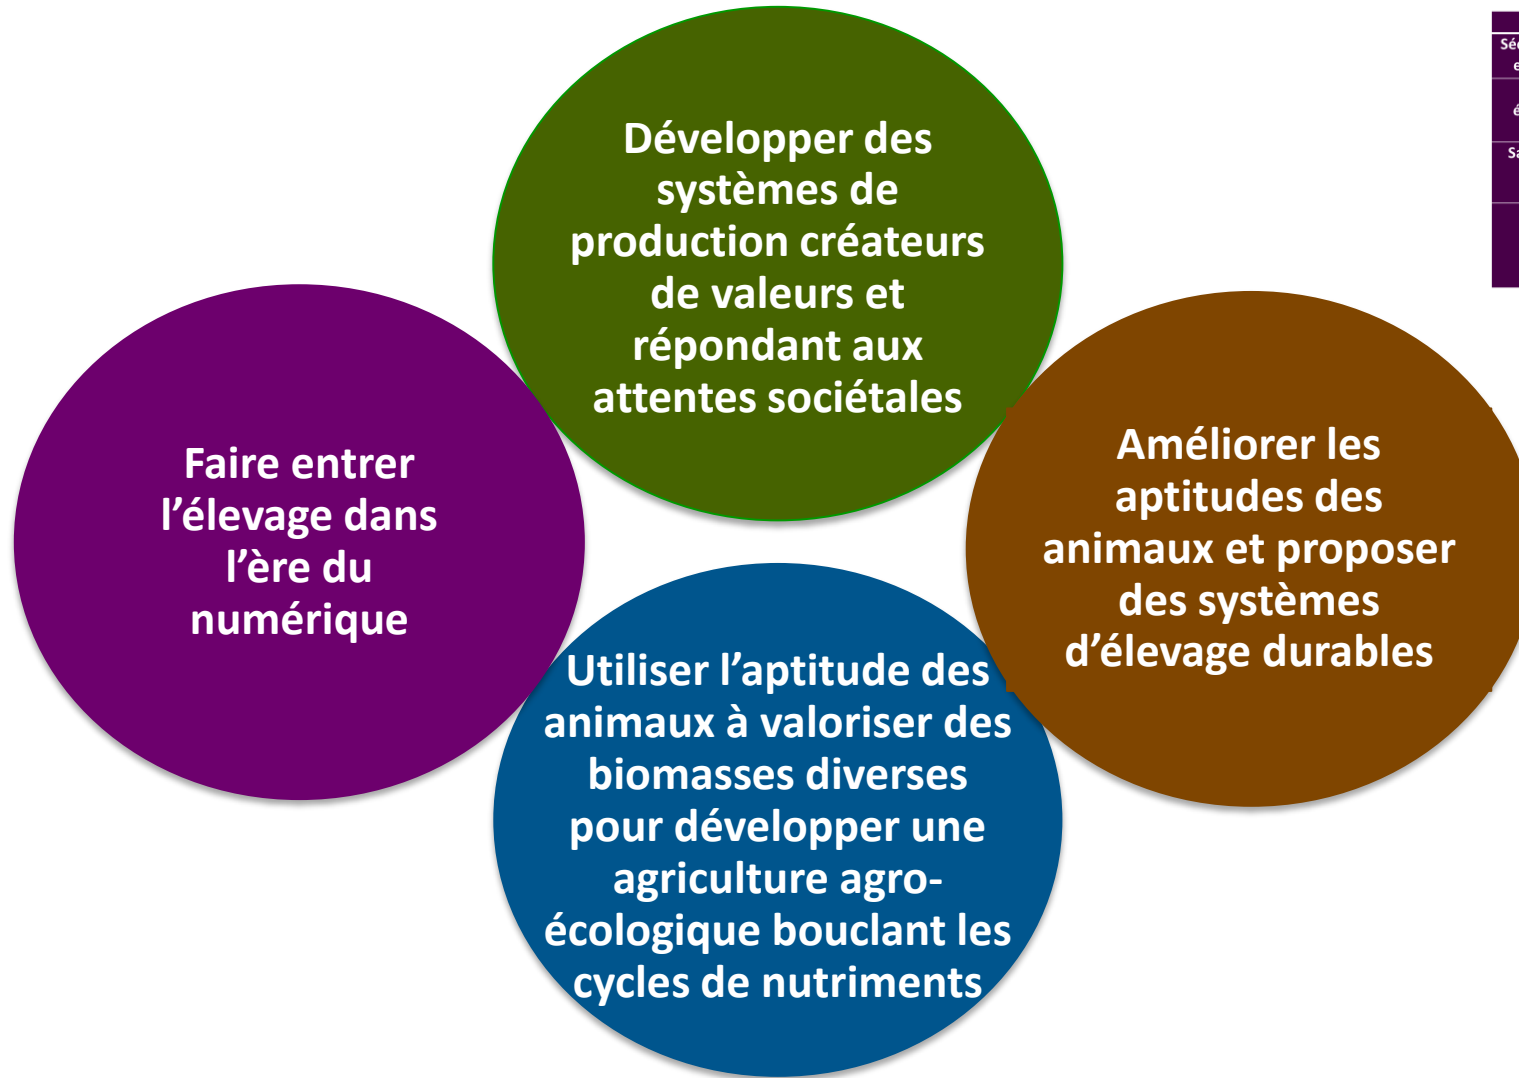 Développer des
systèmes de
production créateurs
de valeurs et
répondant aux
attentes sociétales
Faire entrer
l’élevage dans
l’ère du
numérique
Améliorer les
aptitudes des
animaux et proposer
des systèmes
d’élevage durables
Utiliser l’aptitude des
animaux à valoriser des
biomasses diverses
pour développer une
agriculture agro-
écologique bouclant les
cycles de nutriments